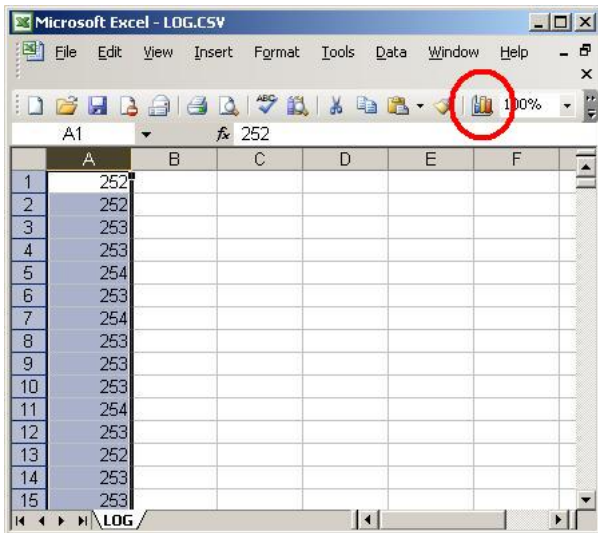 Microsoft Excel - LOG.CSV
File Edit View Insert Format Tools Data Window Help
ABC 100%
A1 fx 252
A B C D E F
1 252
2 252
3 253
4 253
5 254
6 253
7 254
8 253
9 253
10 253
11 254
12 253
13 252
14 253
15 253
LOG